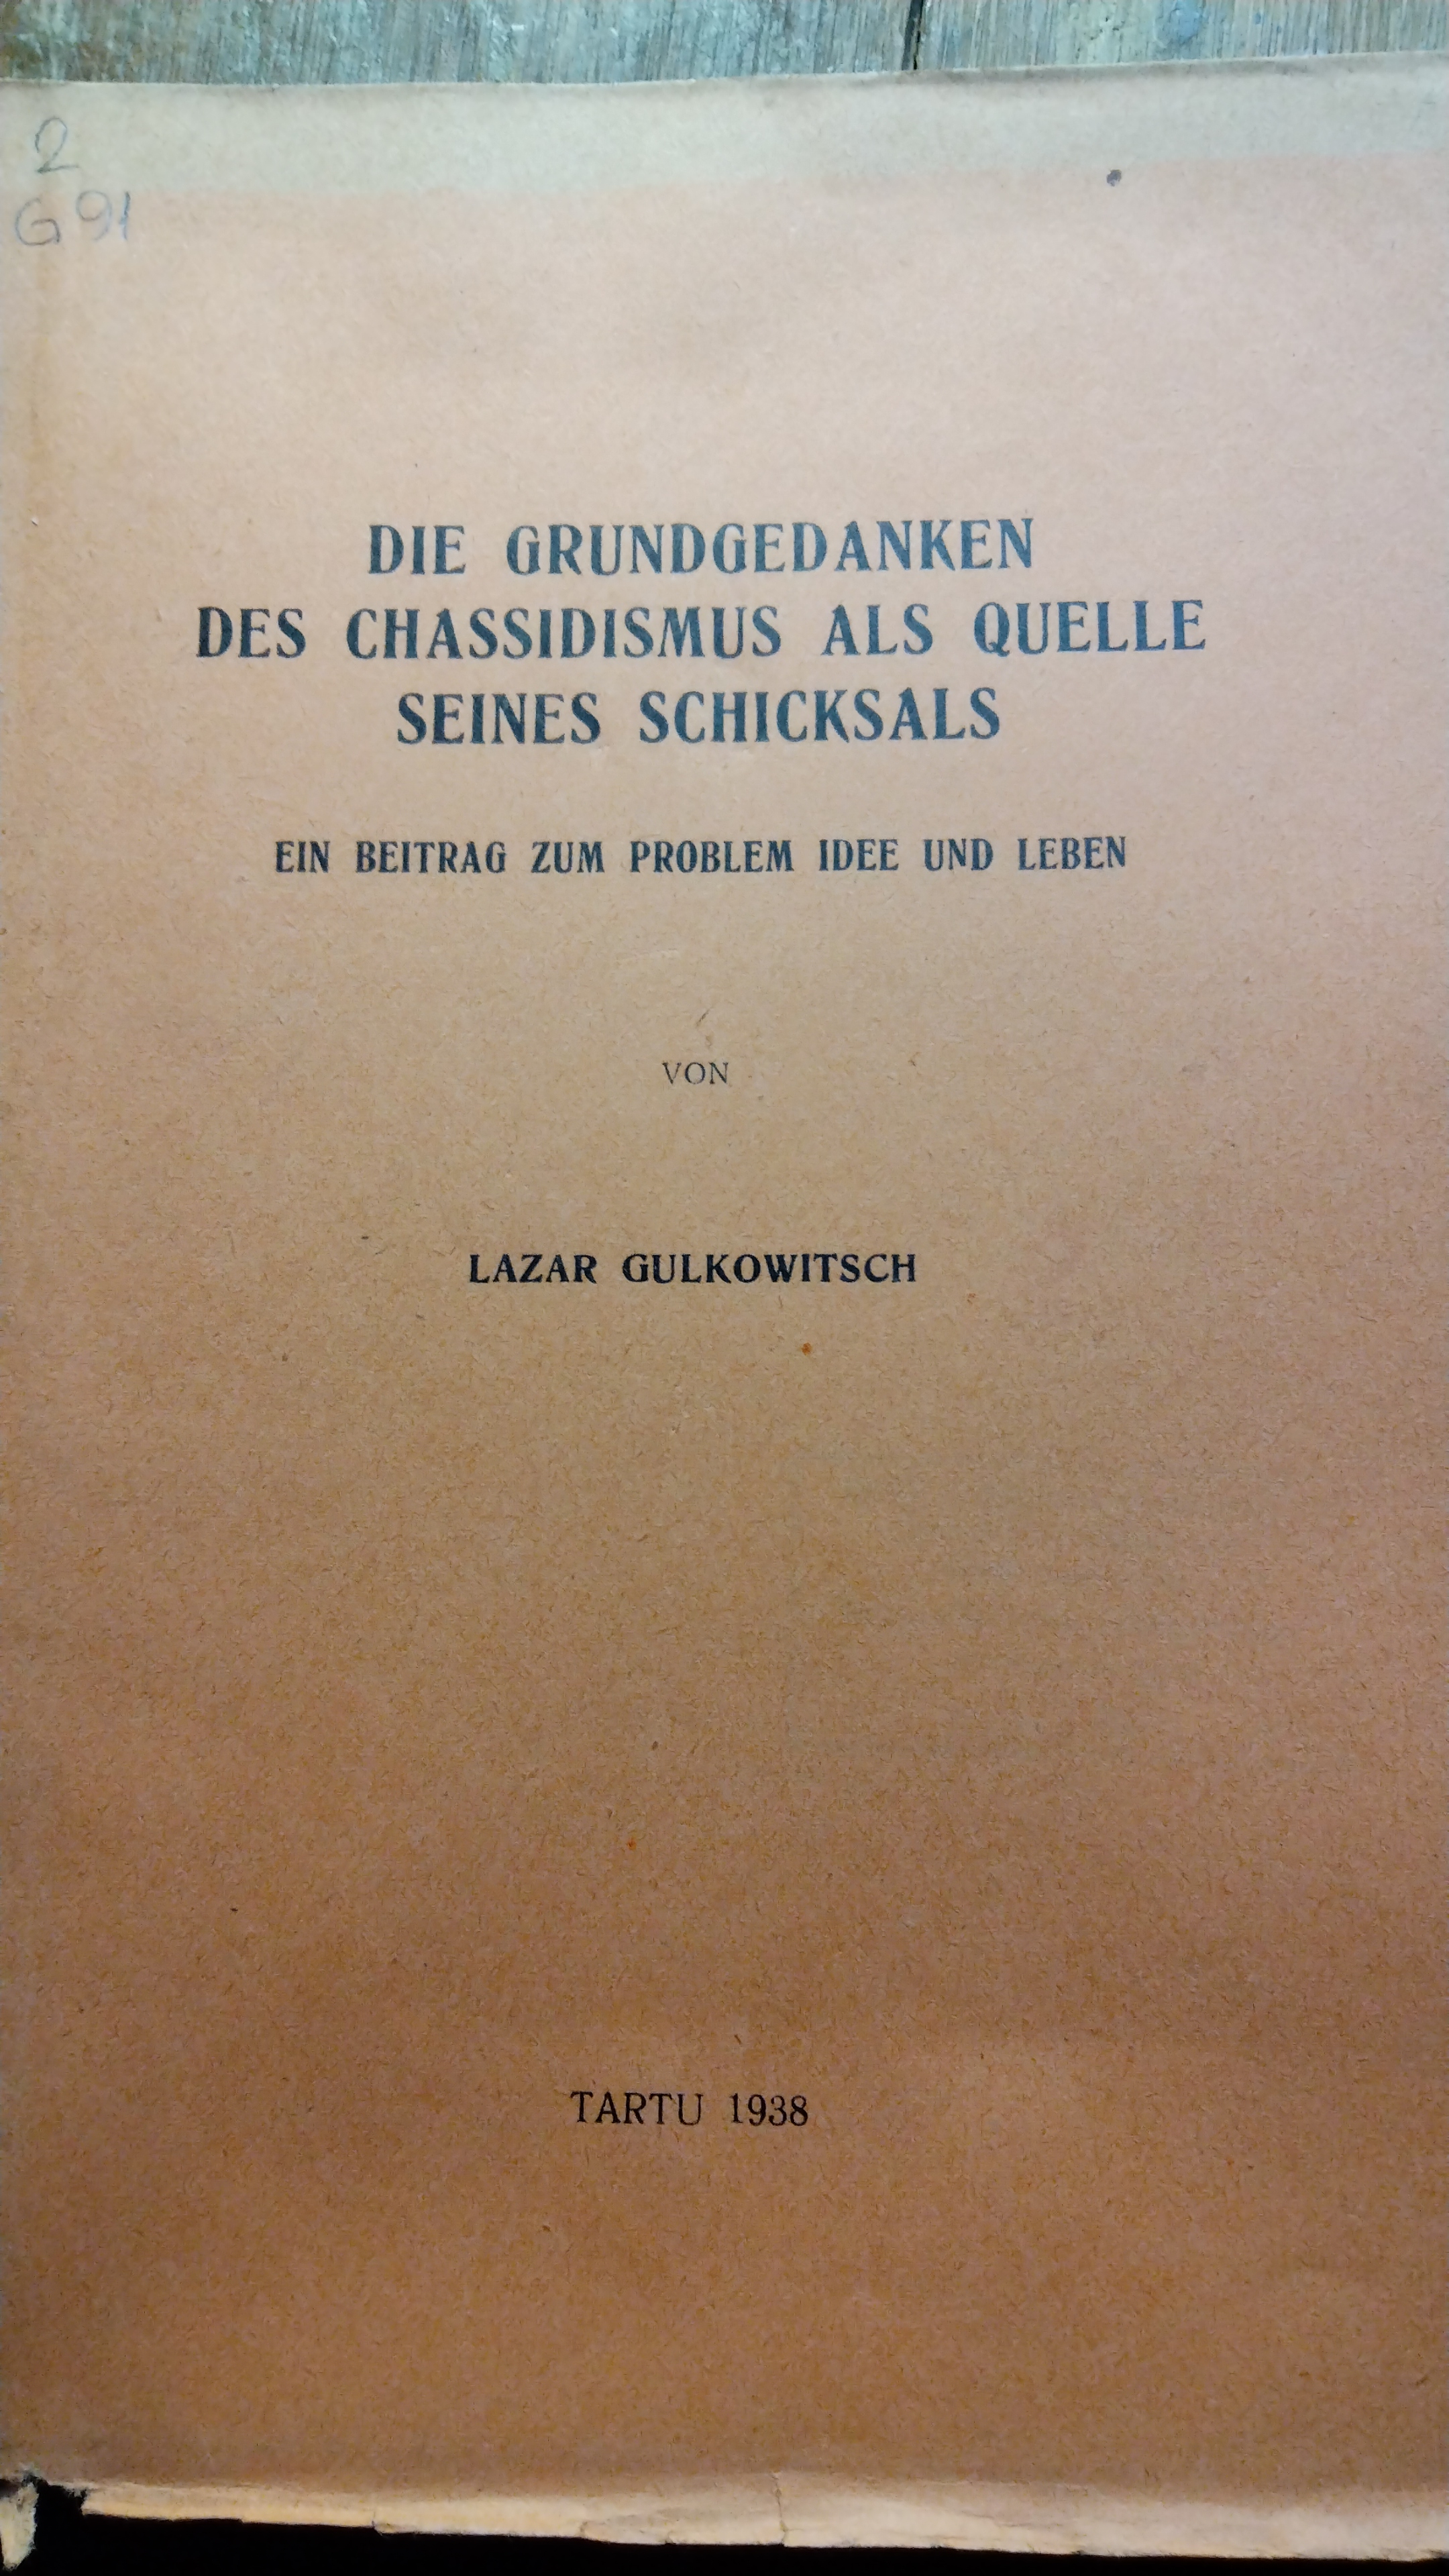 2
G91
DIE GRUNDGEDANKEN
DES CHASSIDISMUS ALS QUELLE
SEINES SCHICKSALS
EIN BEITRAG ZUM PROBLEM IDEE UND LEBEN
VON
LAZAR GULKOWITSCH
TARTU 1938